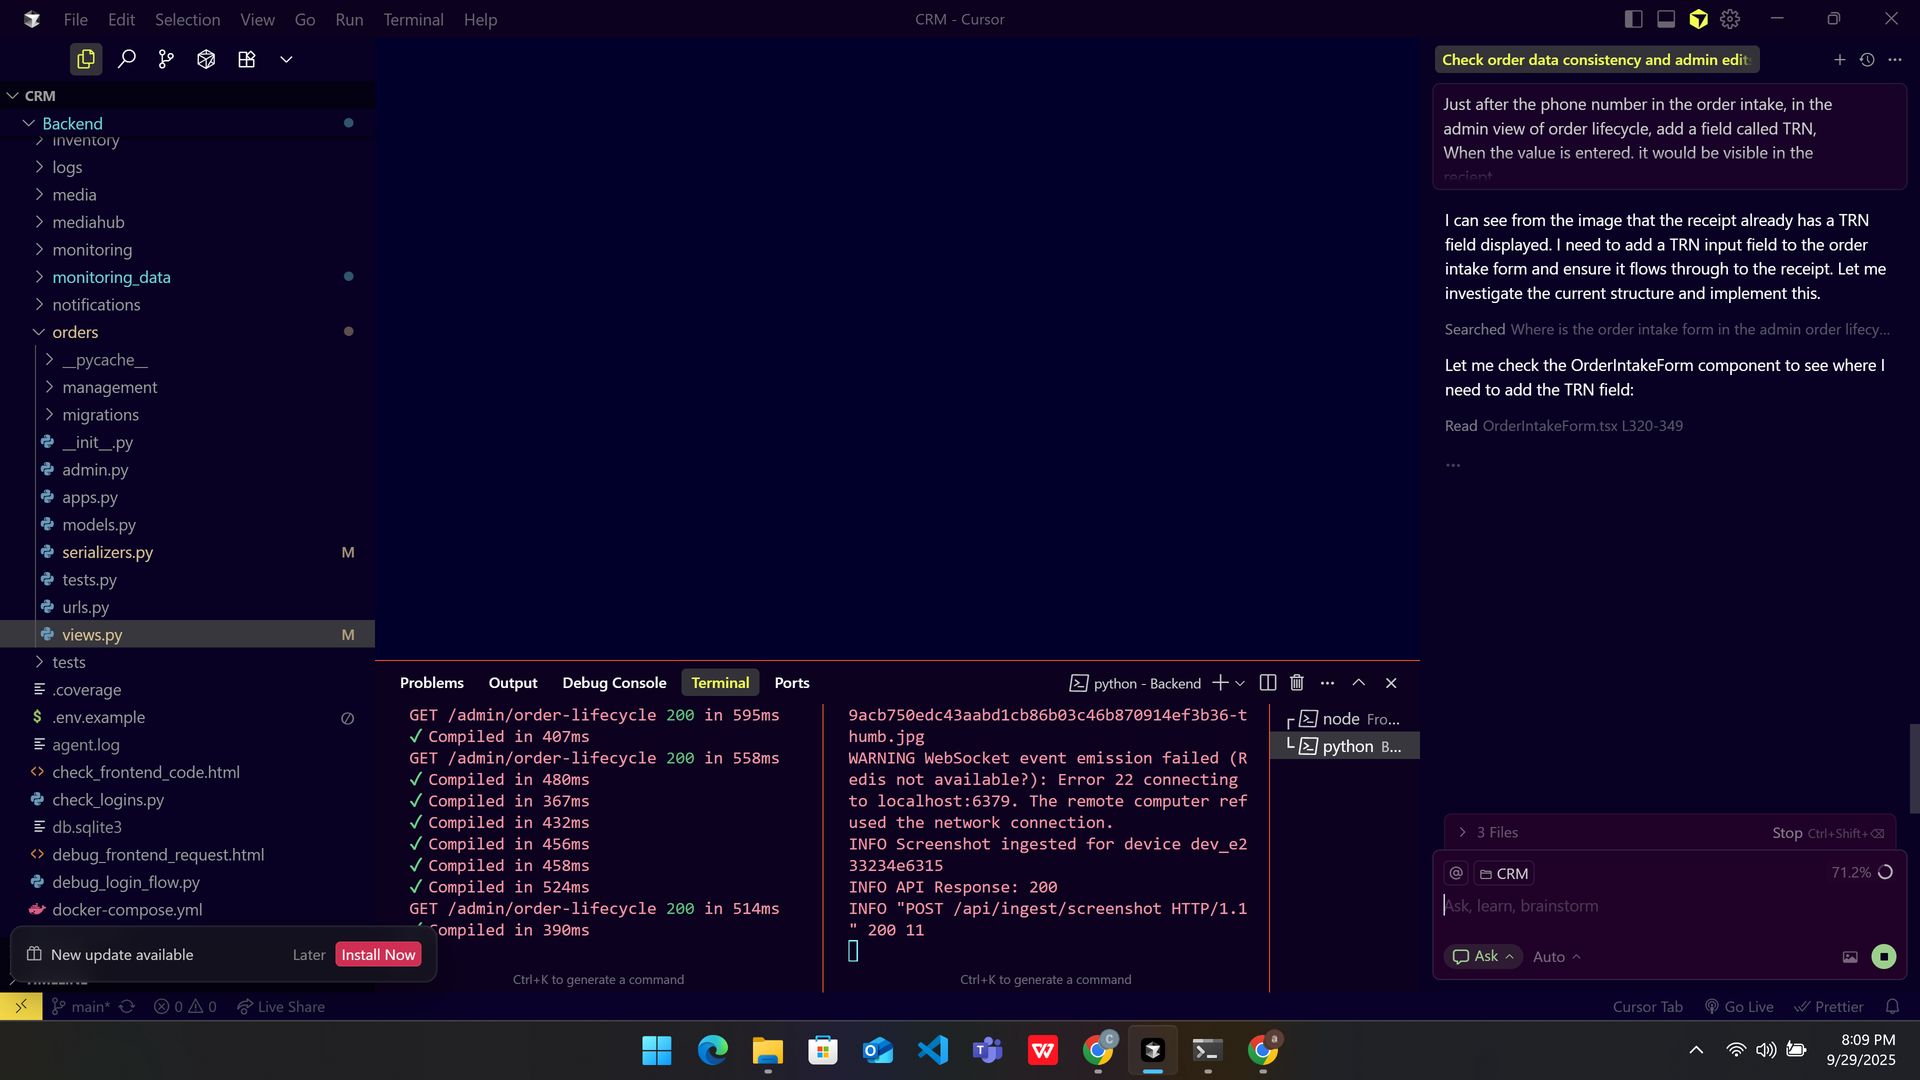 File Edit Selection View Go Run Terminal Help
CRM - Cursor
CRM
Backend
inventory
logs
media
mediahub
monitoring
monitoring_data
notifications
orders
__pycache__
management
migrations
__init__.py
admin.py
apps.py
models.py
serializers.py M
tests.py
urls.py
views.py M
tests
.coverage
.env.example
agent.log
check_frontend_code.html
check_logins.py
db.sqlite3
debug_frontend_request.html
debug_login_flow.py
docker-compose.yml
New update available Later Install Now
TIMELINE
Problems Output Debug Console Terminal Ports
python - Backend
GET /admin/order-lifecycle 200 in 595ms
✓ Compiled in 407ms
GET /admin/order-lifecycle 200 in 558ms
✓ Compiled in 480ms
✓ Compiled in 367ms
✓ Compiled in 432ms
✓ Compiled in 456ms
✓ Compiled in 458ms
✓ Compiled in 524ms
GET /admin/order-lifecycle 200 in 514ms
✓ Compiled in 390ms
Ctrl+K to generate a command
9acb750edc43aabd1cb86b03c46b870914ef3b36-t
humb.jpg
WARNING WebSocket event emission failed (R
edis not available?): Error 22 connecting
to localhost:6379. The remote computer ref
used the network connection.
INFO Screenshot ingested for device dev_e2
33234e6315
INFO API Response: 200
INFO "POST /api/ingest/screenshot HTTP/1.1
" 200 11
Ctrl+K to generate a command
node Fro...
python B...
Check order data consistency and admin edit
Just after the phone number in the order intake, in the
admin view of order lifecycle, add a field called TRN,
When the value is entered. it would be visible in the
reciept
I can see from the image that the receipt already has a TRN
field displayed. I need to add a TRN input field to the order
intake form and ensure it flows through to the receipt. Let me
investigate the current structure and implement this.
Searched Where is the order intake form in the admin order lifecy...
Let me check the OrderIntakeForm component to see where I
need to add the TRN field:
Read OrderIntakeForm.tsx L320-349
...
3 Files Stop Ctrl+Shift+⌫
@ CRM 71.2%
Ask, learn, brainstorm
Ask Auto
main* 0 0 Live Share
Cursor Tab Go Live Prettier
8:09 PM
9/29/2025